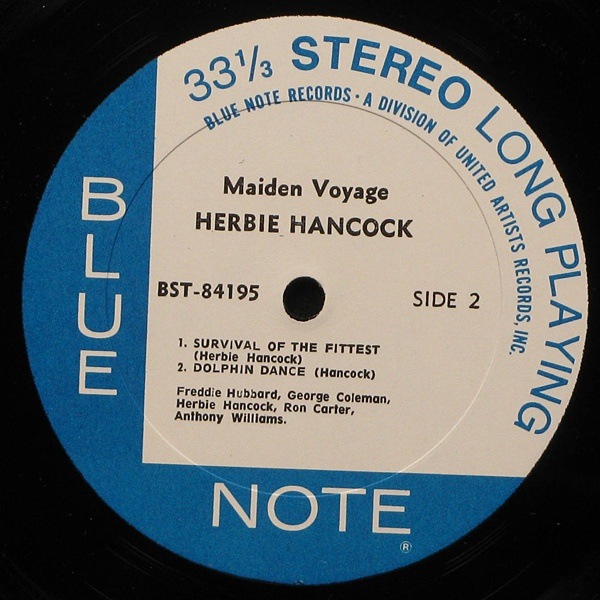 33⅓ STEREO LONG PLAYING
BLUE NOTE RECORDS · A DIVISION OF UNITED ARTISTS RECORDS, INC.
Maiden Voyage
HERBIE HANCOCK
BST-84195
SIDE 2
1. SURVIVAL OF THE FITTEST
(Herbie Hancock)
2. DOLPHIN DANCE (Hancock)
Freddie Hubbard, George Coleman,
Herbie Hancock, Ron Carter,
Anthony Williams.
BLUE
NOTE
®